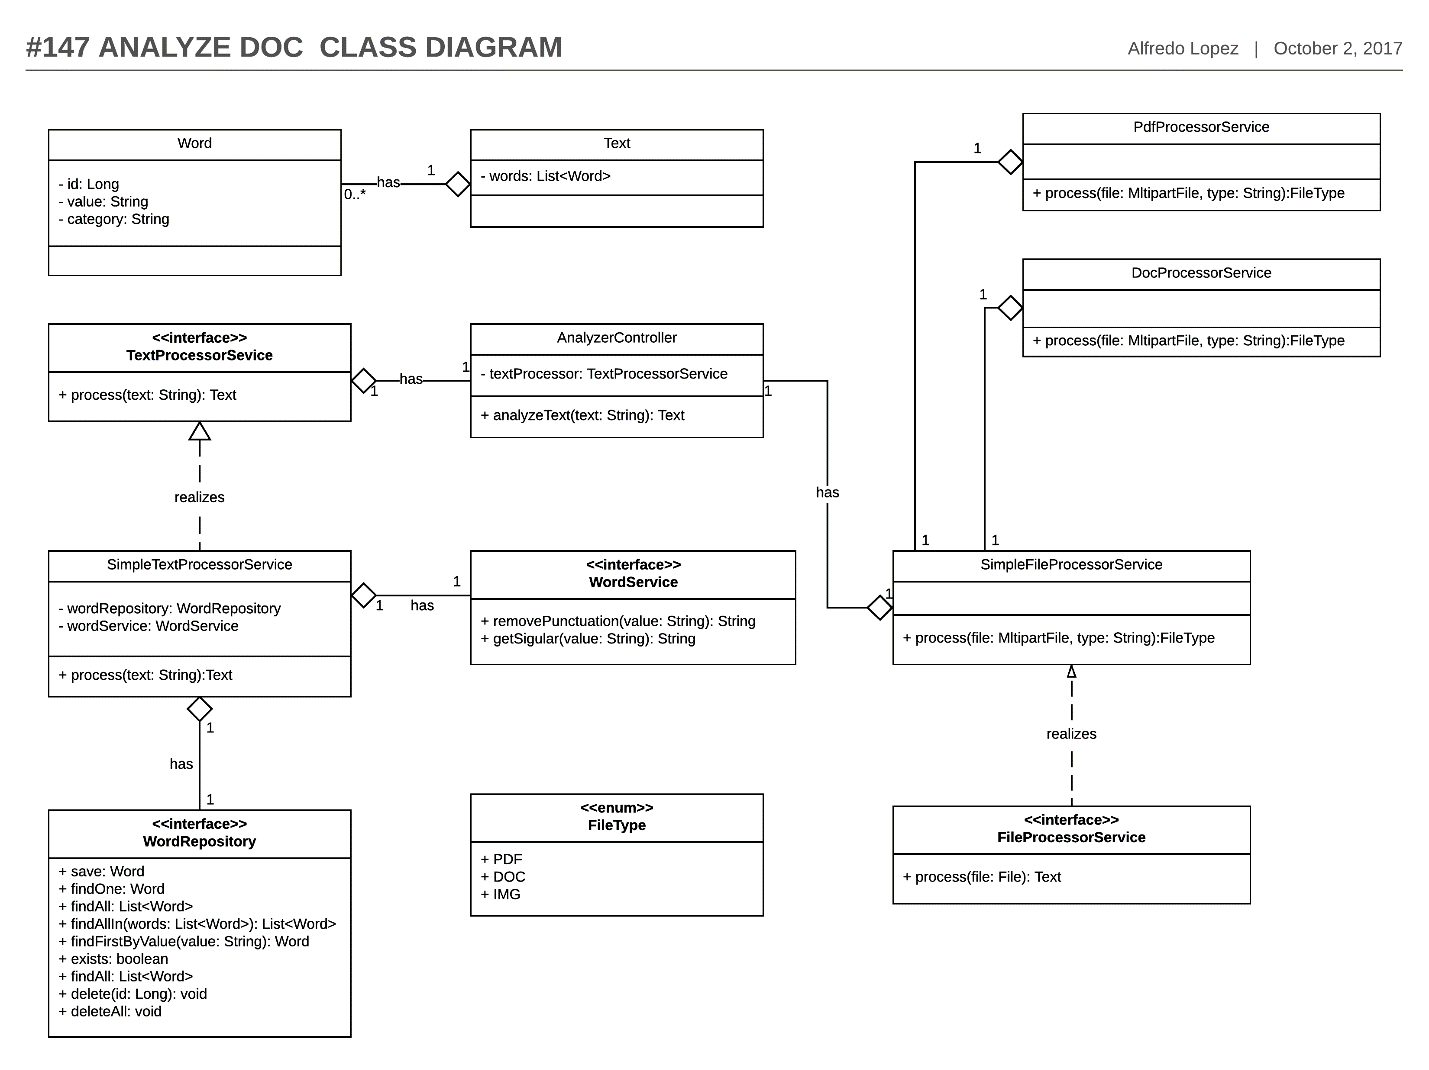 #147 ANALYZE DOC  CLASS DIAGRAM
Alfredo Lopez   |   October 2, 2017
Word
- id: Long
- value: String
- category: String
0..*
has
1
Text
- words: List<Word>
PdfProcessorService
+ process(file: MltipartFile, type: String):FileType
1
DocProcessorService
+ process(file: MltipartFile, type: String):FileType
1
<<interface>>
TextProcessorSevice
+ process(text: String): Text
1
has
1
AnalyzerController
- textProcessor: TextProcessorService
+ analyzeText(text: String): Text
1
has
1
realizes
SimpleTextProcessorService
- wordRepository: WordRepository
- wordService: WordService
+ process(text: String):Text
1
has
1
<<interface>>
WordService
+ removePunctuation(value: String): String
+ getSigular(value: String): String
1
1
SimpleFileProcessorService
+ process(file: MltipartFile, type: String):FileType
realizes
1
has
1
<<interface>>
WordRepository
+ save: Word
+ findOne: Word
+ findAll: List<Word>
+ findAllIn(words: List<Word>): List<Word>
+ findFirstByValue(value: String): Word
+ exists: boolean
+ findAll: List<Word>
+ delete(id: Long): void
+ deleteAll: void
<<enum>>
FileType
+ PDF
+ DOC
+ IMG
<<interface>>
FileProcessorService
+ process(file: File): Text